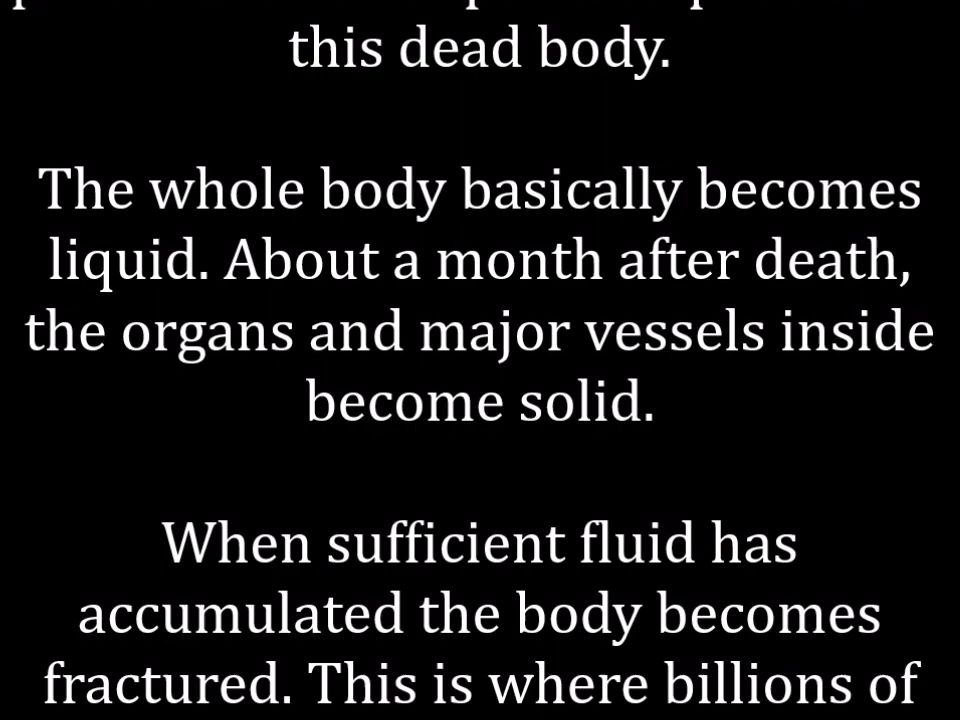 this dead body.
The whole body basically becomes
liquid. About a month after death,
the organs and major vessels inside
become solid.
When sufficient fluid has
accumulated the body becomes
fractured. This is where billions of